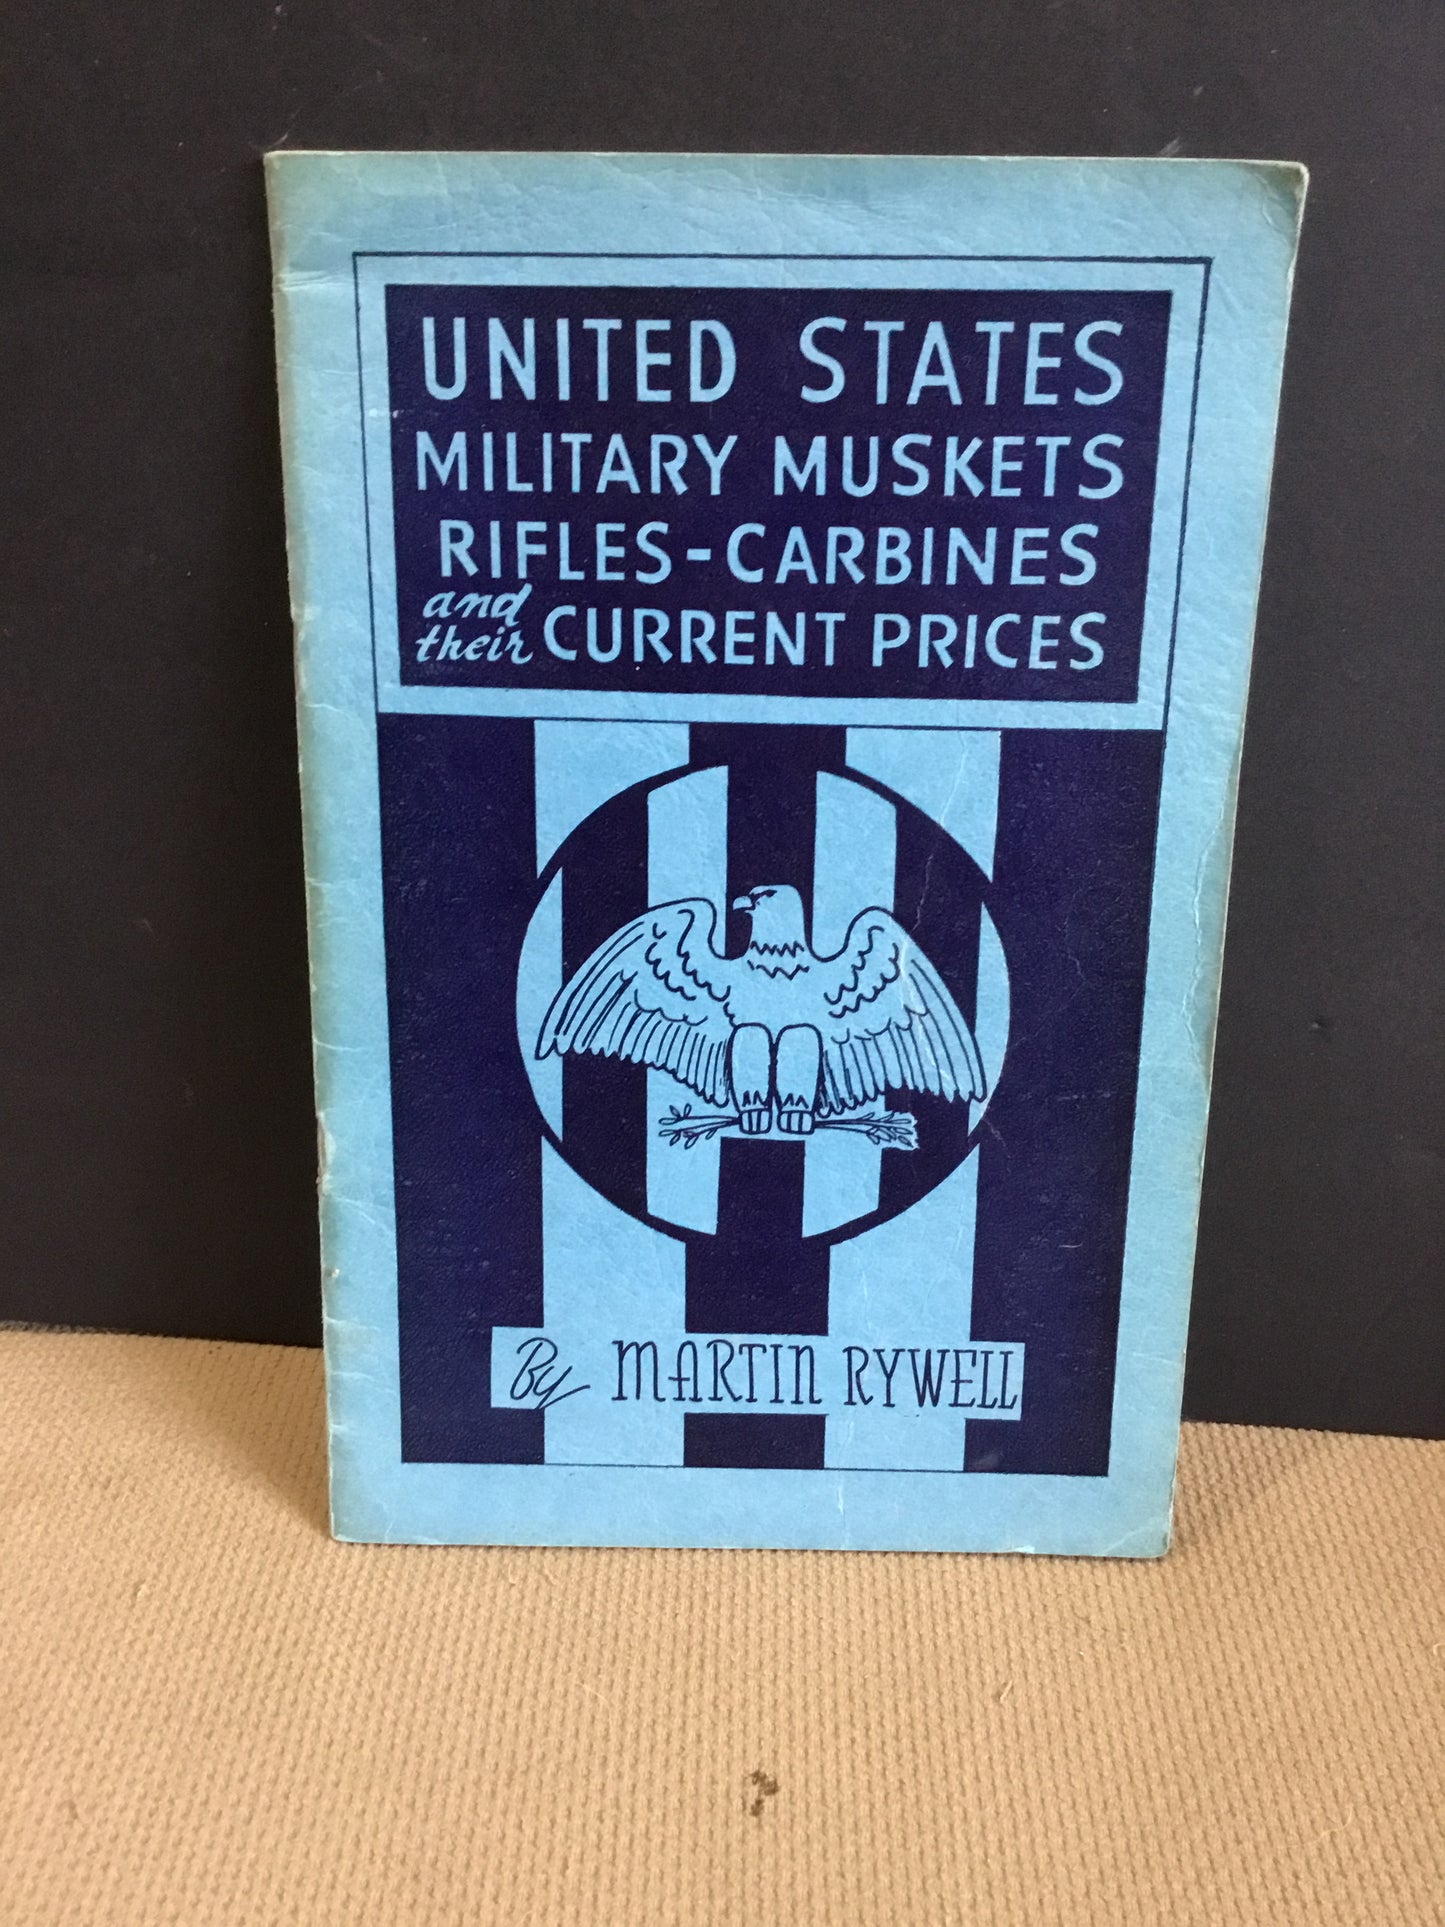 UNITED STATES
MILITARY MUSKETS
RIFLES-CARBINES
and their CURRENT PRICES
By MARTIN RYWELL